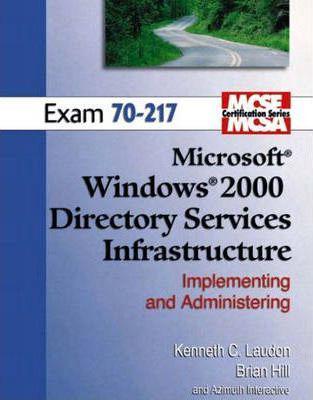 Exam 70-217
MCSE
Certification Series
MCSA
Microsoft®
Windows® 2000
Directory Services
Infrastructure
Implementing
and Administering
Kenneth C. Laudon
Brian Hill
and Azimuth Interactive